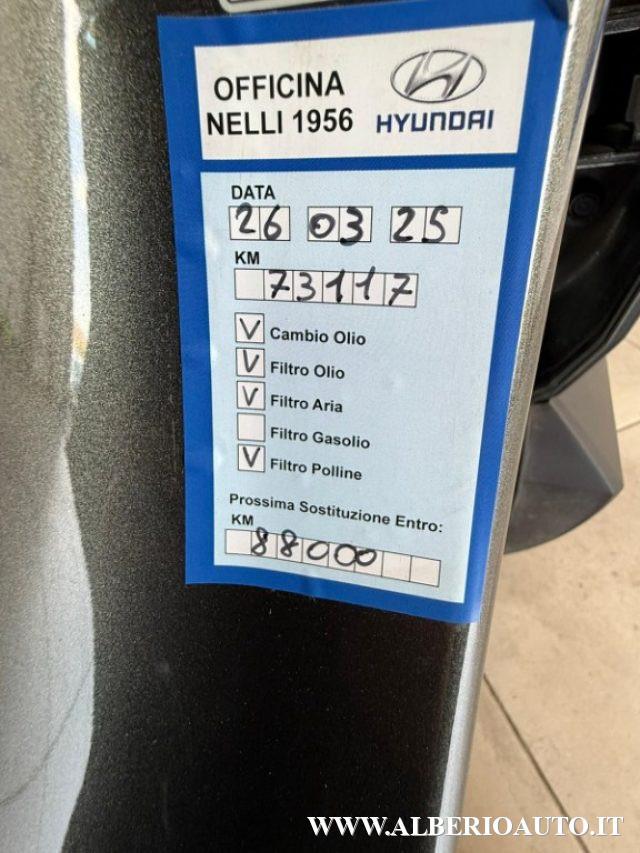 OFFICINA
NELLI 1956
HYUNDAI
DATA
26 03 25
KM
73117
V Cambio Olio
V Filtro Olio
V Filtro Aria
Filtro Gasolio
V Filtro Polline
Prossima Sostituzione Entro:
KM
88000
WWW.ALBERIOAUTO.IT